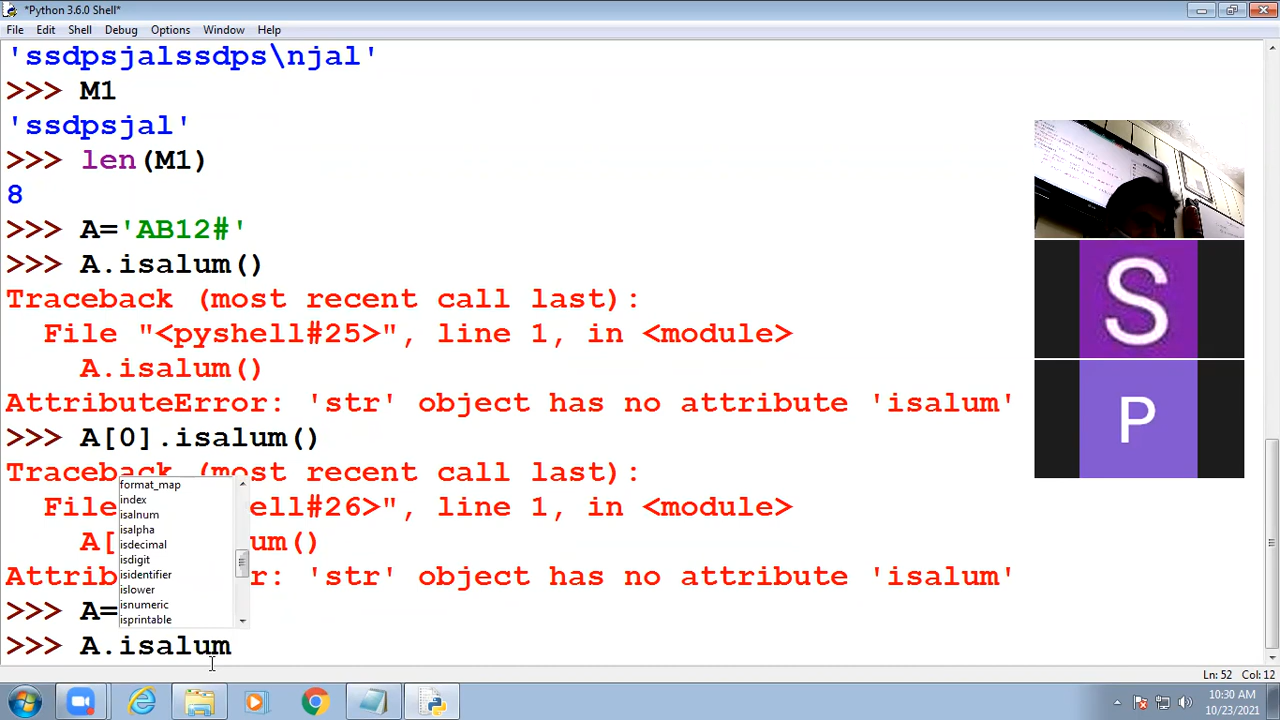 *Python 3.6.0 Shell*
File Edit Shell Debug Options Window Help
'ssdpsjalssdps\njal'
>>> M1
'ssdpsjal'
>>> len(M1)
8
>>> A='AB12#'
>>> A.isalum()
Traceback (most recent call last):
File "<pyshell#25>", line 1, in <module>
A.isalum()
AttributeError: 'str' object has no attribute 'isalum'
>>> A[0].isalum()
Traceback (most recent call last):
File ell#26>", line 1, in <module>
A[ um()
Attrib r: 'str' object has no attribute 'isalum'
>>> A=
>>> A.isalum
format_map
index
isalnum
isalpha
isdecimal
isdigit
isidentifier
islower
isnumeric
isprintable
S
P
Ln: 52 Col: 12
10:30 AM
10/23/2021